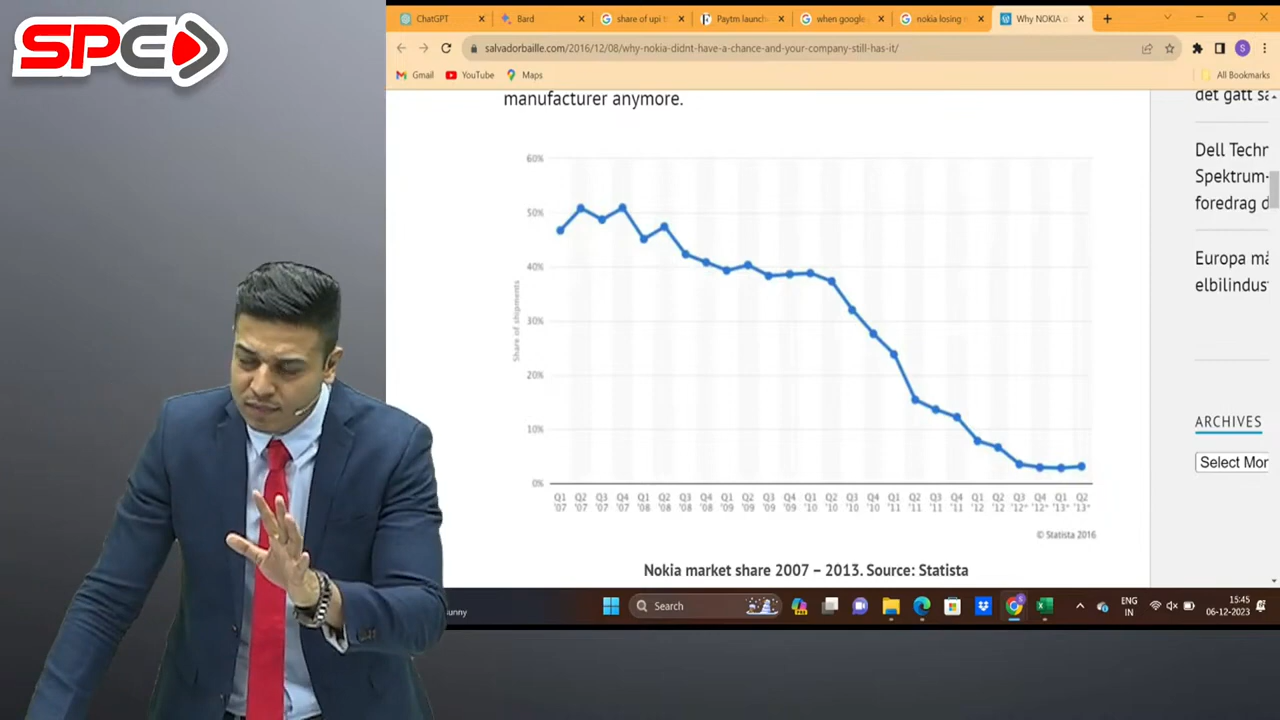 SPC
ChatGPT
Bard
share of upi t
Paytm launch
when google
nokia losing
Why NOKIA
salvadorbaille.com/2016/12/08/why-nokia-didnt-have-a-chance-and-your-company-still-has-it/
S
Gmail
YouTube
Maps
All Bookmarks
manufacturer anymore.
det gått sa
Dell Techn
Spektrum-
foredrag d
Europa må
elbilindus
ARCHIVES
Select Mon
60%
50%
40%
30%
20%
10%
0%
Share of shipments
Q1 Q2 Q3 Q4 Q1 Q2 Q3 Q4 Q1 Q2 Q3 Q4 Q1 Q2 Q3 Q4 Q1 Q2 Q3 Q4 Q1 Q2 Q3 Q4 Q1 Q2
'07 '07 '07 '07 '08 '08 '08 '08 '09 '09 '09 '09 '10 '10 '10 '10 '11 '11 '11 '11 '12 '12 '12* '12* '13* '13*
© Statista 2016
Nokia market share 2007 – 2013. Source: Statista
unny
Search
ENG
IN
15:45
06-12-2023